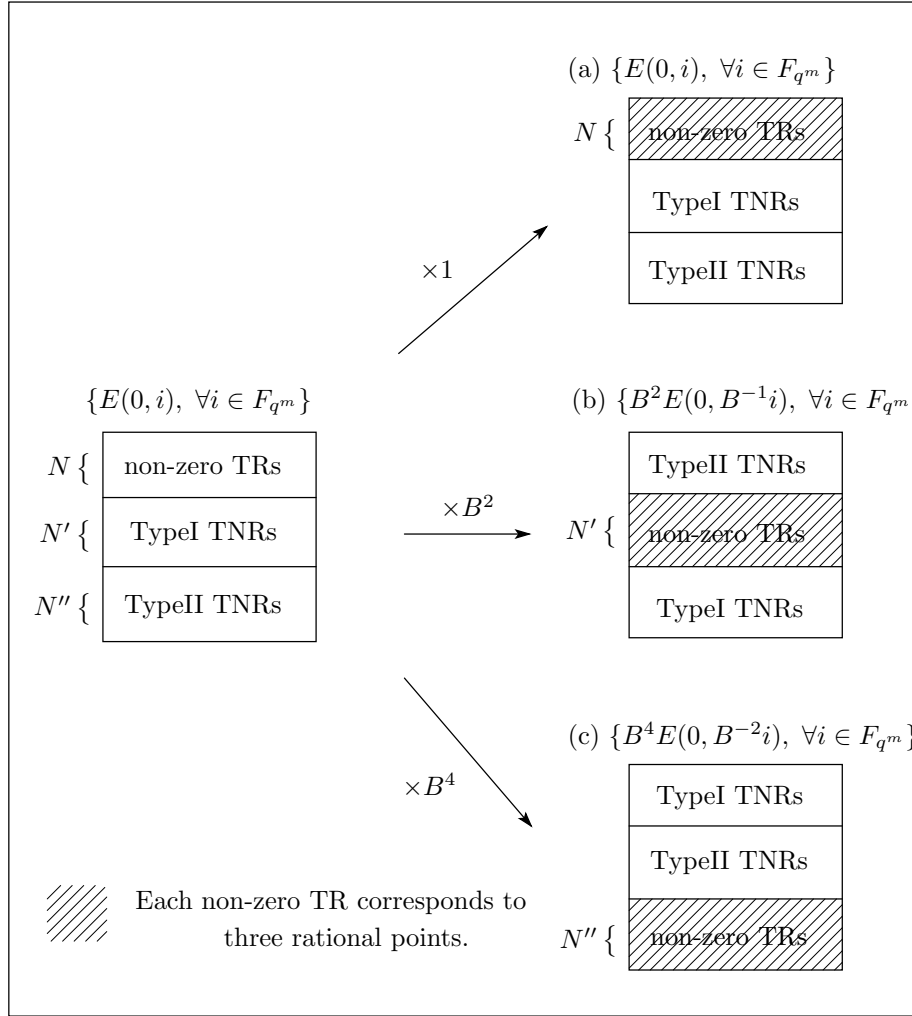 (a) {E(0, i), ∀i ∈ F_{q^m}}
N {
non-zero TRs
TypeI TNRs
TypeII TNRs
×1
{E(0, i), ∀i ∈ F_{q^m}}
N {
non-zero TRs
N′ {
TypeI TNRs
N″ {
TypeII TNRs
×B^2
(b) {B^2E(0, B^{−1}i), ∀i ∈ F_{q^m}
TypeII TNRs
N′ {
non-zero TRs
TypeI TNRs
×B^4
(c) {B^4E(0, B^{−2}i), ∀i ∈ F_{q^m}}
TypeI TNRs
TypeII TNRs
N″ {
non-zero TRs
Each non-zero TR corresponds to
three rational points.